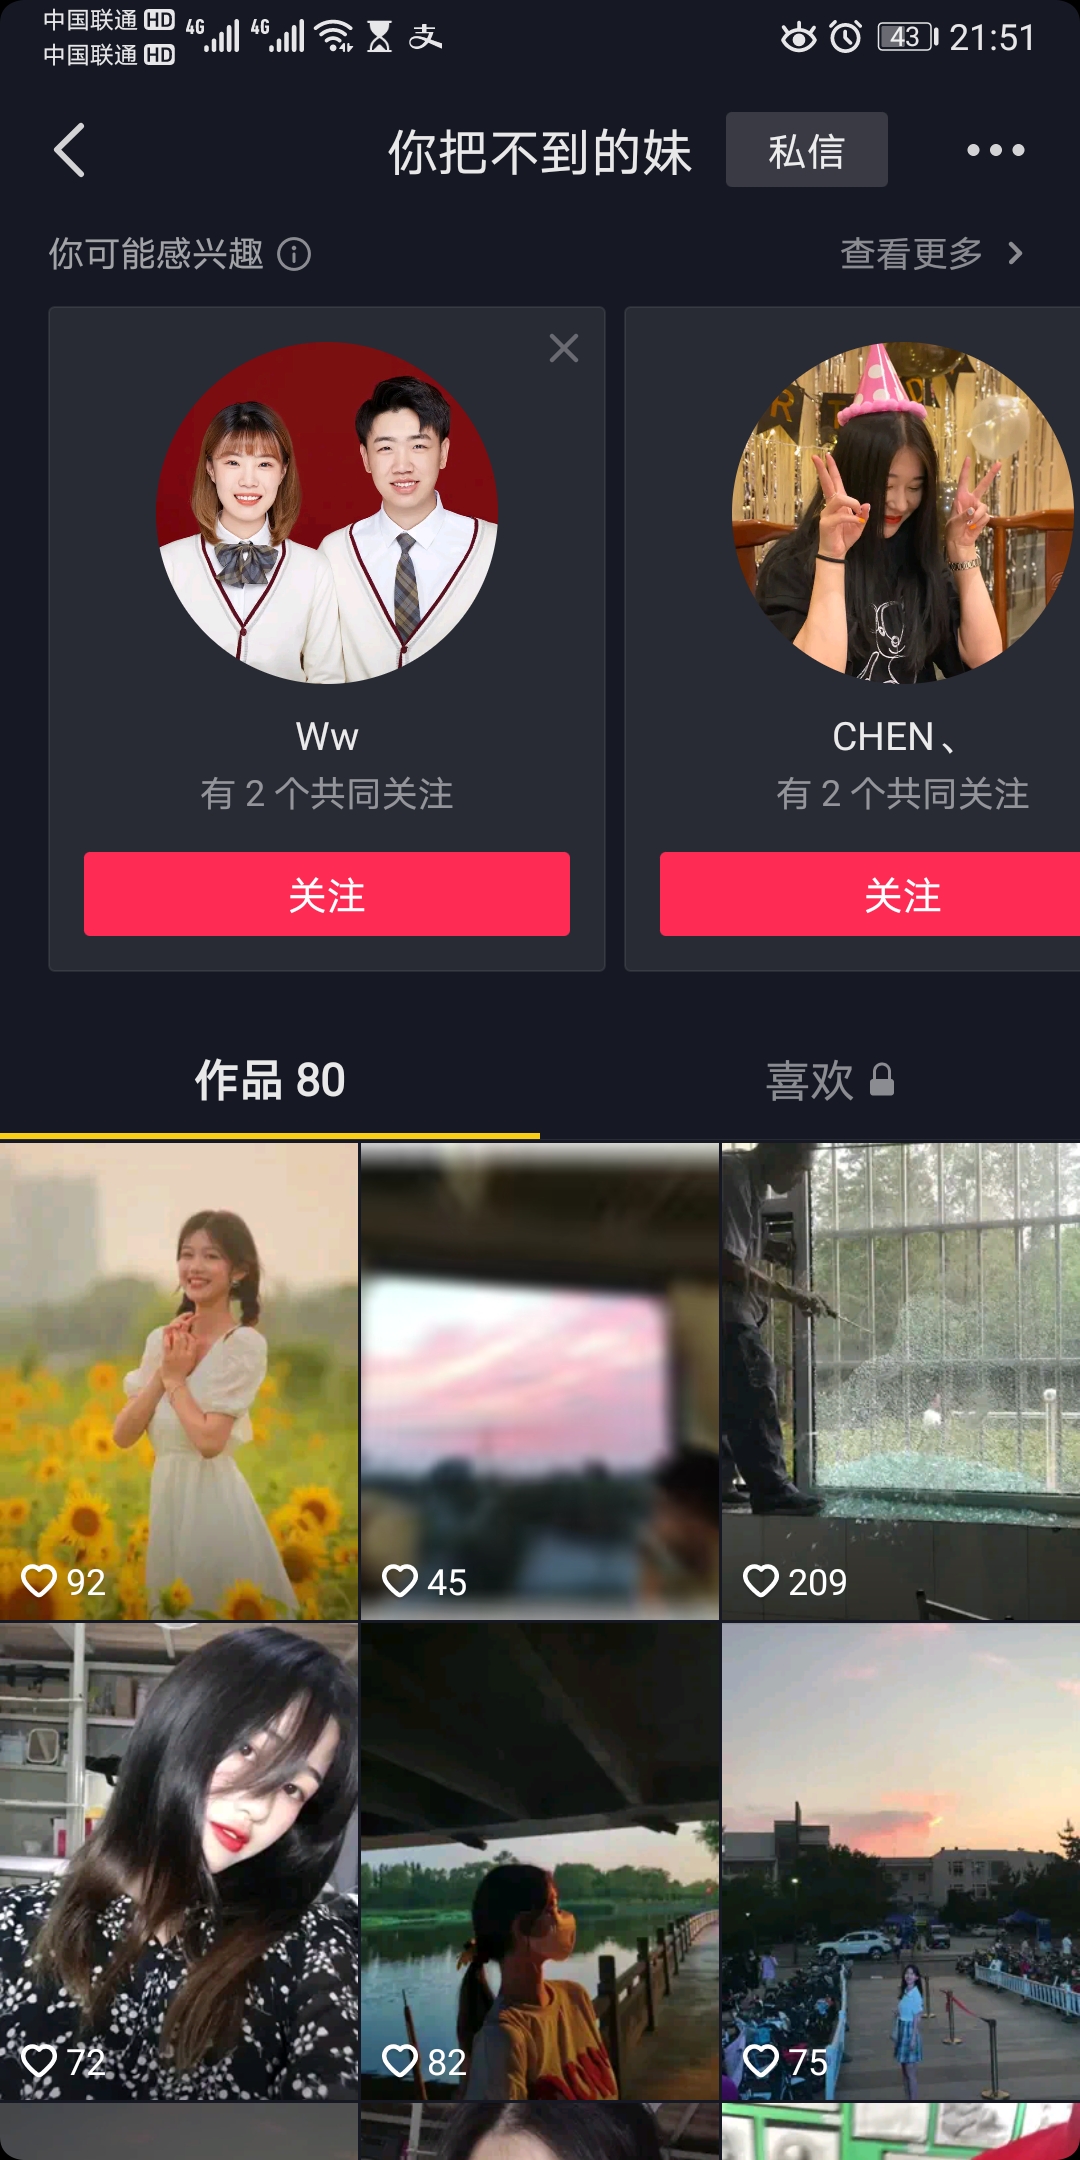 中国联通 HD
中国联通 HD
4G 4G 支
43 21:51
你把不到的妹 私信
你可能感兴趣 查看更多
Ww
有 2 个共同关注
关注
CHEN、
有 2 个共同关注
关注
作品 80 喜欢
92 45 209
72 82 75